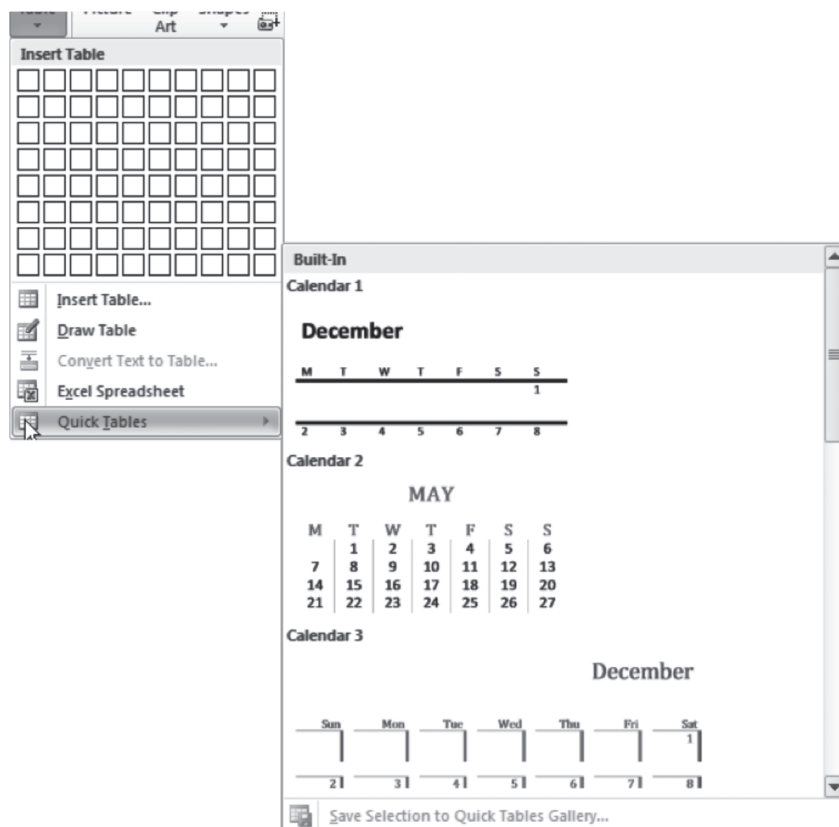 Art
Insert Table
Insert Table...
Draw Table
Convert Text to Table...
Excel Spreadsheet
Quick Tables
Built-In
Calendar 1
December
M T W T F S S
1
2 3 4 5 6 7 8
Calendar 2
MAY
M T W T F S S
1 2 3 4 5 6
7 8 9 10 11 12 13
14 15 16 17 18 19 20
21 22 23 24 25 26 27
Calendar 3
December
Sun Mon Tue Wed Thu Fri Sat
1
2 3 4 5 6 7 8
Save Selection to Quick Tables Gallery...